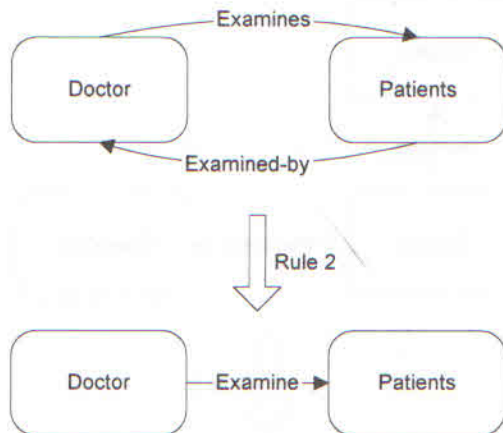 Examines
Doctor
Patients
Examined-by
Rule 2
Doctor
Examine
Patients